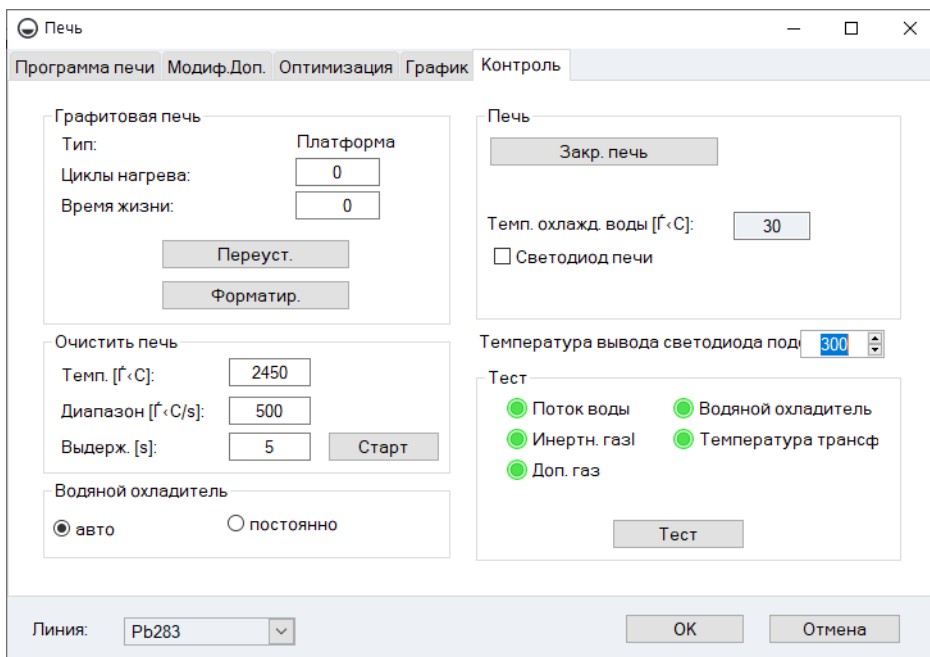 Печь
Программа печи Модиф.Доп. Оптимизация График Контроль
Графитовая печь
Тип: Платформа
Циклы нагрева: 0
Время жизни: 0
Переуст.
Форматир.
Печь
Закр. печь
Темп. охлажд. воды [Ѓ‹C]: 30
Светодиод печи
Очистить печь
Темп. [Ѓ‹C]: 2450
Диапазон [Ѓ‹C/s]: 500
Выдерж. [s]: 5 Старт
Температура вывода светодиода под 300
Тест
Поток воды Водяной охладитель
Инертн. газI Температура трансф
Доп. газ
Тест
Водяной охладитель
авто постоянно
Линия: Pb283 OK Отмена